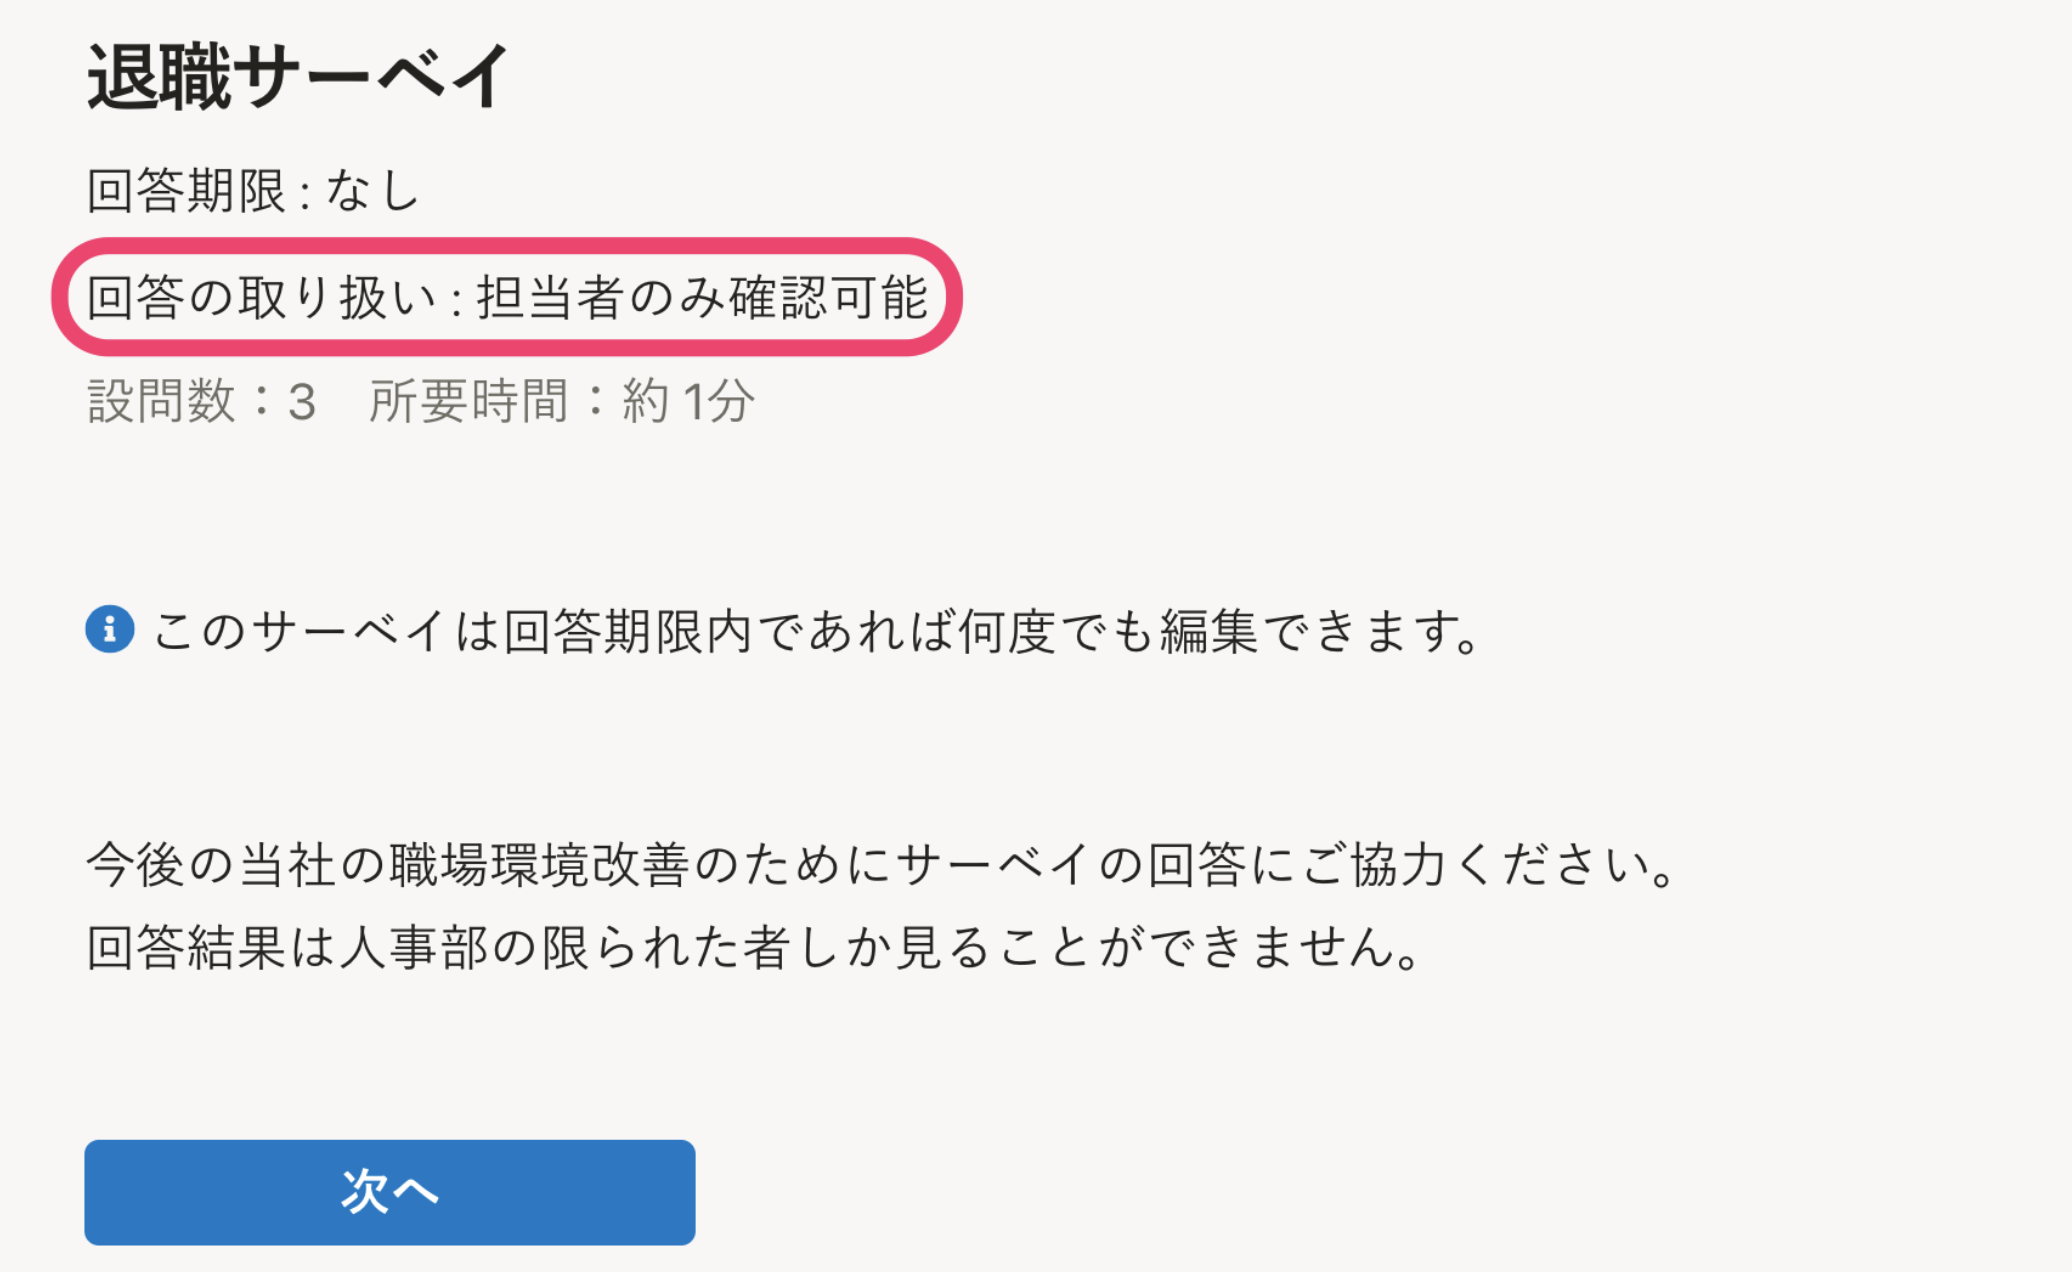 退職サーベイ
回答期限 : なし
回答の取り扱い : 担当者のみ確認可能
設問数：3　所要時間：約 1分
このサーベイは回答期限内であれば何度でも編集できます。
今後の当社の職場環境改善のためにサーベイの回答にご協力ください。
回答結果は人事部の限られた者しか見ることができません。
次へ